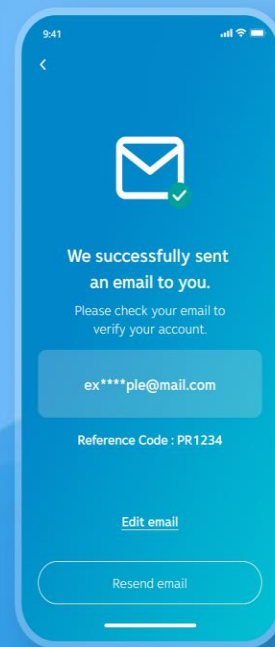 9:41
We successfully sent
an email to you.
Please check your email to
verify your account.
ex****ple@mail.com
Reference Code : PR1234
Edit email
Resend email